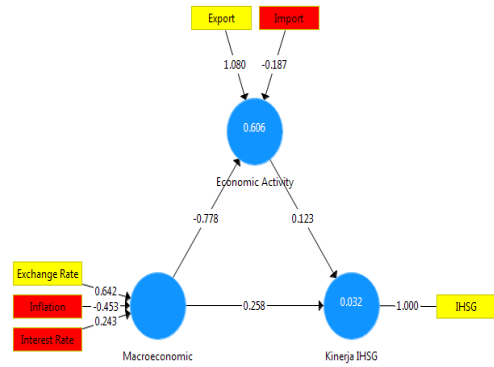 Export
Import
1.080
-0.187
0.606
Economic Activity
-0.778
0.123
Exchange Rate
0.642
Inflation
-0.453
0.243
Interest Rate
0.258
0.032
1.000
IHSG
Macroeconomic
Kinerja IHSG